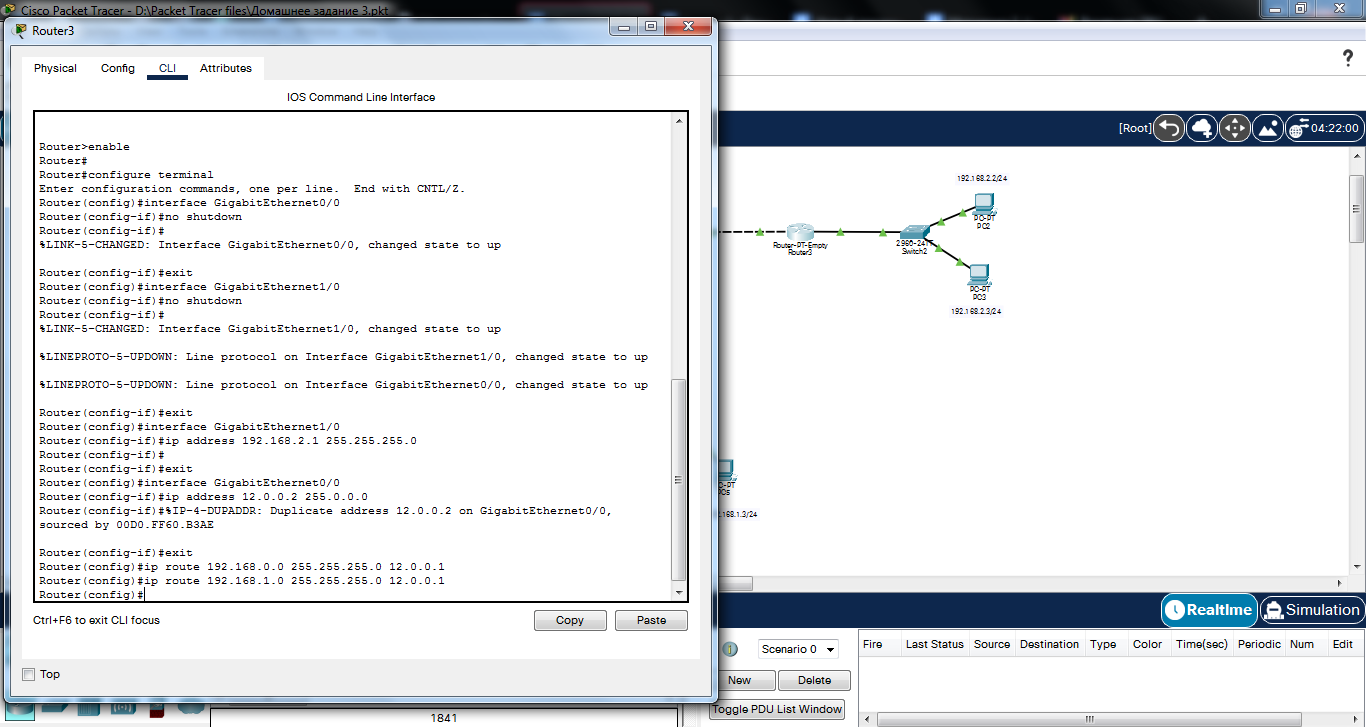 Cisco Packet Tracer - D:\Packet Tracer files\Домашнее задание 3.pkt
Router3
Physical Config CLI Attributes
IOS Command Line Interface
Router>enable
Router#
Router#configure terminal
Enter configuration commands, one per line.  End with CNTL/Z.
Router(config)#interface GigabitEthernet0/0
Router(config-if)#no shutdown
Router(config-if)#
%LINK-5-CHANGED: Interface GigabitEthernet0/0, changed state to up
Router(config-if)#exit
Router(config)#interface GigabitEthernet1/0
Router(config-if)#no shutdown
Router(config-if)#
%LINK-5-CHANGED: Interface GigabitEthernet1/0, changed state to up
%LINEPROTO-5-UPDOWN: Line protocol on Interface GigabitEthernet1/0, changed state to up
%LINEPROTO-5-UPDOWN: Line protocol on Interface GigabitEthernet0/0, changed state to up
Router(config-if)#exit
Router(config)#interface GigabitEthernet1/0
Router(config-if)#ip address 192.168.2.1 255.255.255.0
Router(config-if)#
Router(config-if)#exit
Router(config)#interface GigabitEthernet0/0
Router(config-if)#ip address 12.0.0.2 255.0.0.0
Router(config-if)#%IP-4-DUPADDR: Duplicate address 12.0.0.2 on GigabitEthernet0/0,
sourced by 00D0.FF60.B3AE
Router(config-if)#exit
Router(config)#ip route 192.168.0.0 255.255.255.0 12.0.0.1
Router(config)#ip route 192.168.1.0 255.255.255.0 12.0.0.1
Router(config)#
Ctrl+F6 to exit CLI focus
Copy Paste
Top
?
[Root] 04:22:00
192.168.2.2/24
PC-PT
PC2
Router-PT-Empty
Router3
2960-24TT
Switch2
PC-PT
PC3
192.168.2.3/24
.168.1.3/24
Realtime Simulation
Scenario 0
New Delete
Toggle PDU List Window
Fire Last Status Source Destination Type Color Time(sec) Periodic Num Edit
1841